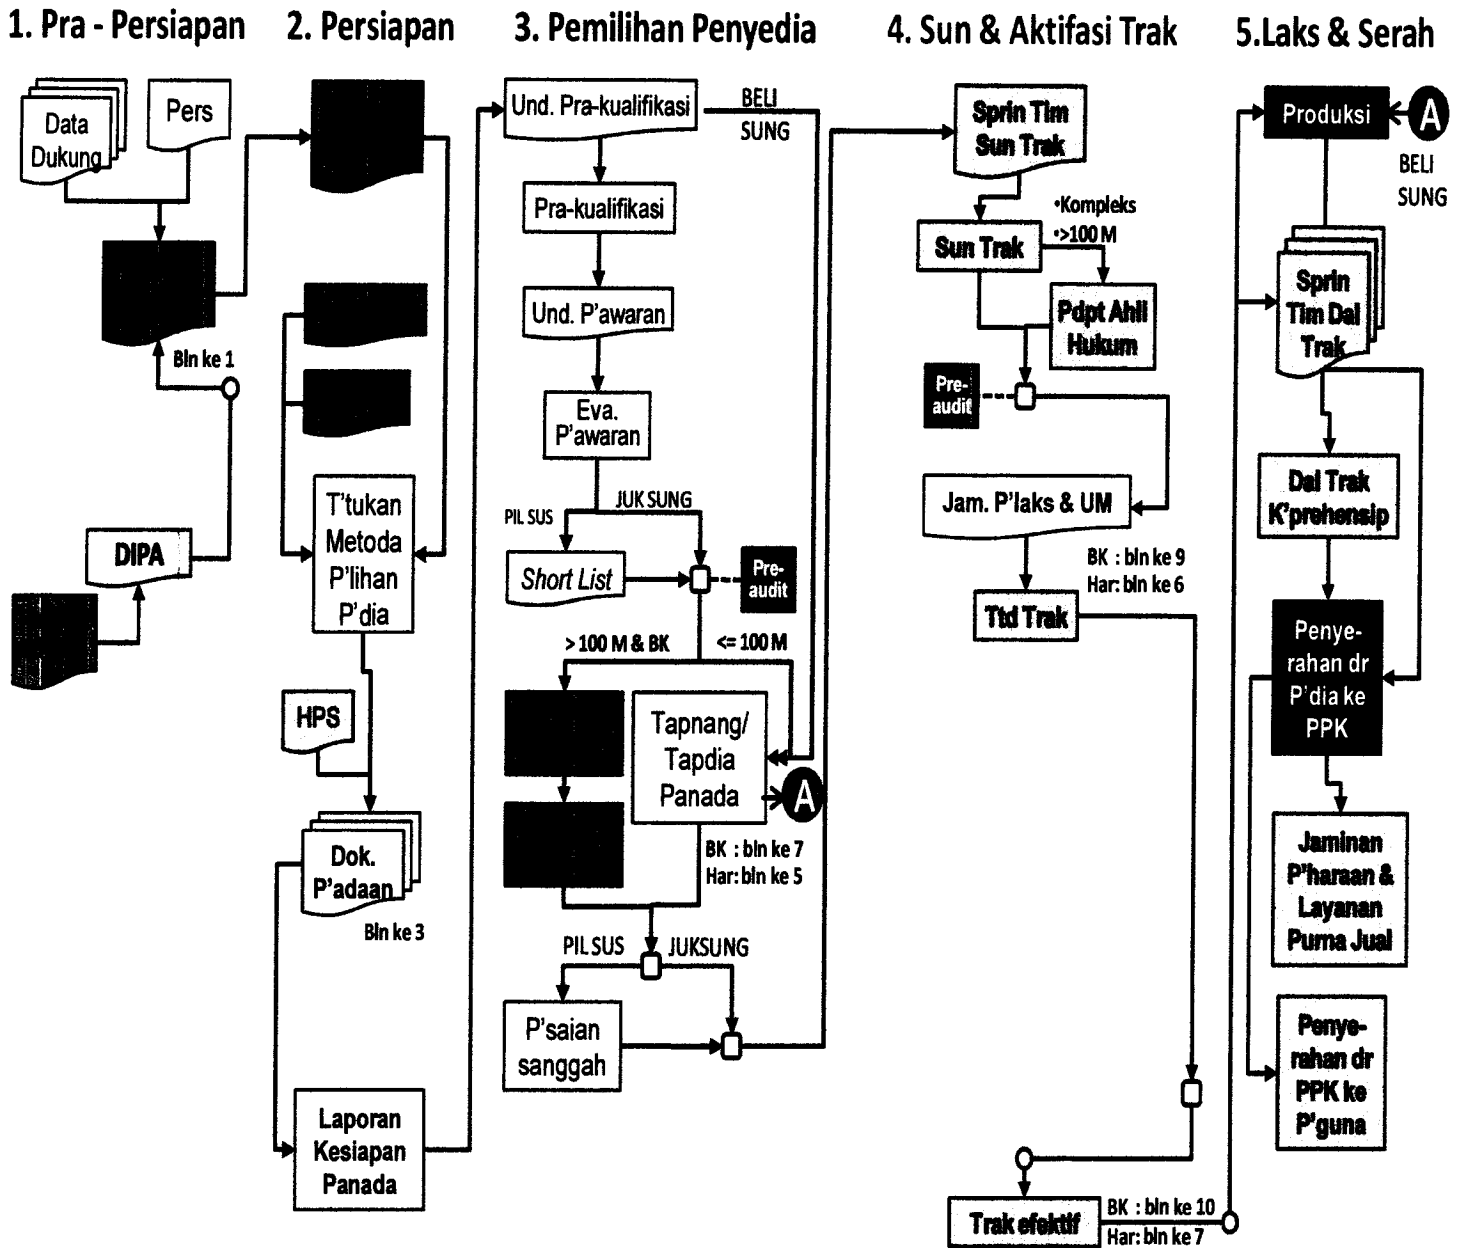 1. Pra - Persiapan
2. Persiapan
3. Pemilihan Penyedia
4. Sun & Aktifasi Trak
5.Laks & Serah
Data
Dukung
Pers
Bln ke 1
DIPA
T'tukan
Metoda
P'lihan
P'dia
HPS
Dok.
P'adaan
Bln ke 3
Laporan
Kesiapan
Panada
Und. Pra-kualifikasi
BELI
SUNG
Pra-kualifikasi
Und. P'awaran
Eva.
P'awaran
PIL SUS
JUK SUNG
Short List
Pre-
audit
> 100 M & BK
<= 100 M
Tapnang/
Tapdia
Panada
A
BK : bln ke 7
Har: bln ke 5
PIL SUS
JUKSUNG
P'saian
sanggah
Sprin Tim
Sun Trak
Sun Trak
•Kompleks
•>100 M
Pdpt Ahli
Hukum
Pre-
audit
Jam. P'laks & UM
BK : bln ke 9
Har: bln ke 6
Ttd Trak
Trak efektif
BK : bln ke 10
Har: bln ke 7
Produksi
A
BELI
SUNG
Sprin
Tim Dal
Trak
Dal Trak
K'prehensip
Penye-
rahan dr
P'dia ke
PPK
Jaminan
P'haraan &
Layanan
Purna Jual
Penye-
rahan dr
PPK ke
P'guna